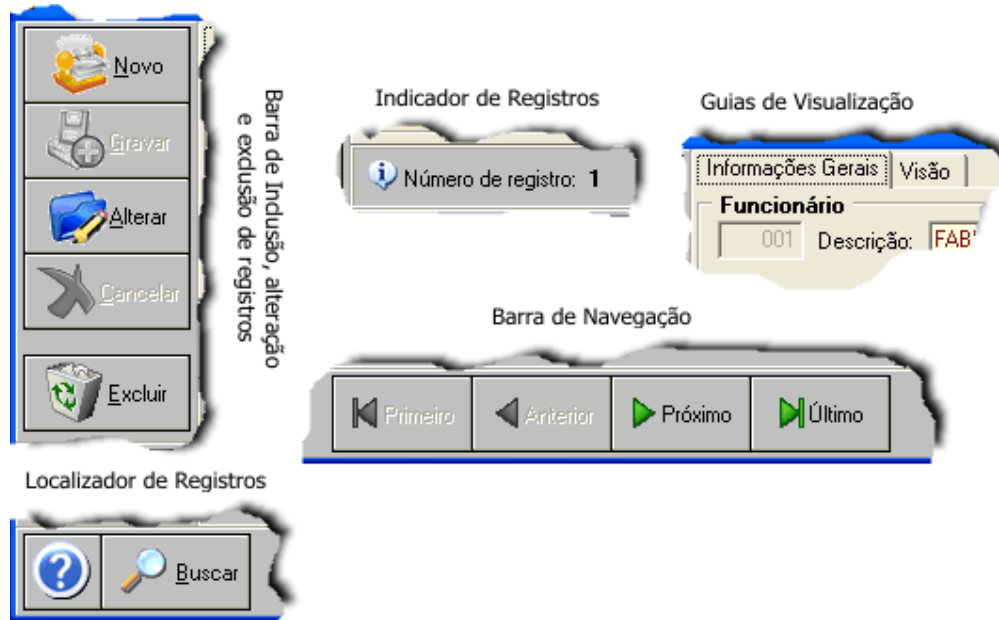 Novo
Gravar
Alterar
Cancelar
Excluir
Barra de Inclusão, alteração
e exclusão de registros
Indicador de Registros
Número de registro: 1
Guias de Visualização
Informações Gerais Visão
Funcionário
001 Descrição: FAB
Barra de Navegação
Primeiro Anterior Próximo Último
Localizador de Registros
? Buscar